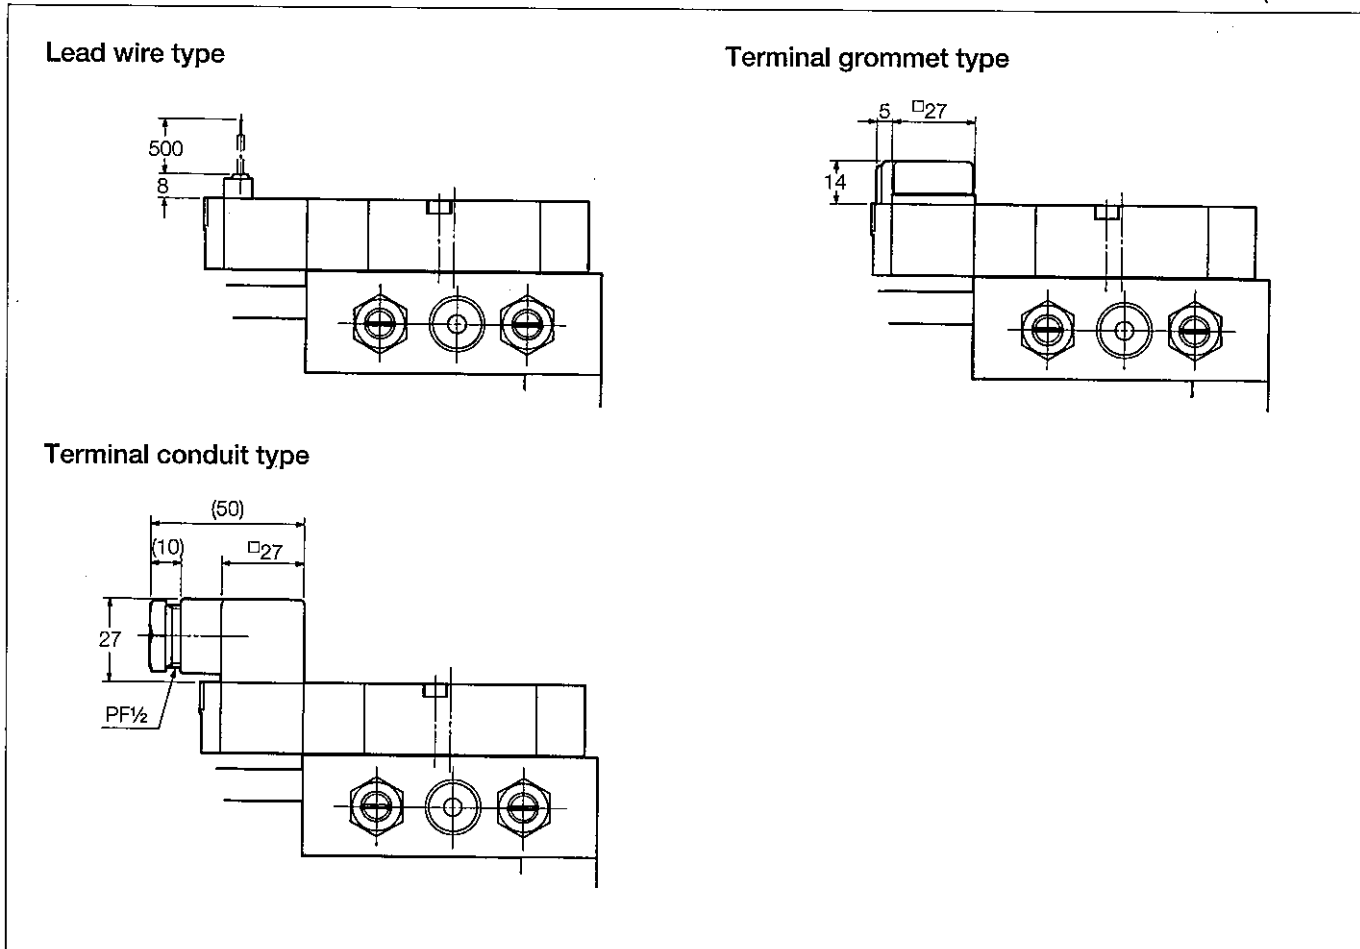 Lead wire type
500
8
Terminal grommet type
5 □27
14
Terminal conduit type
(50)
(10) □27
27
PF½